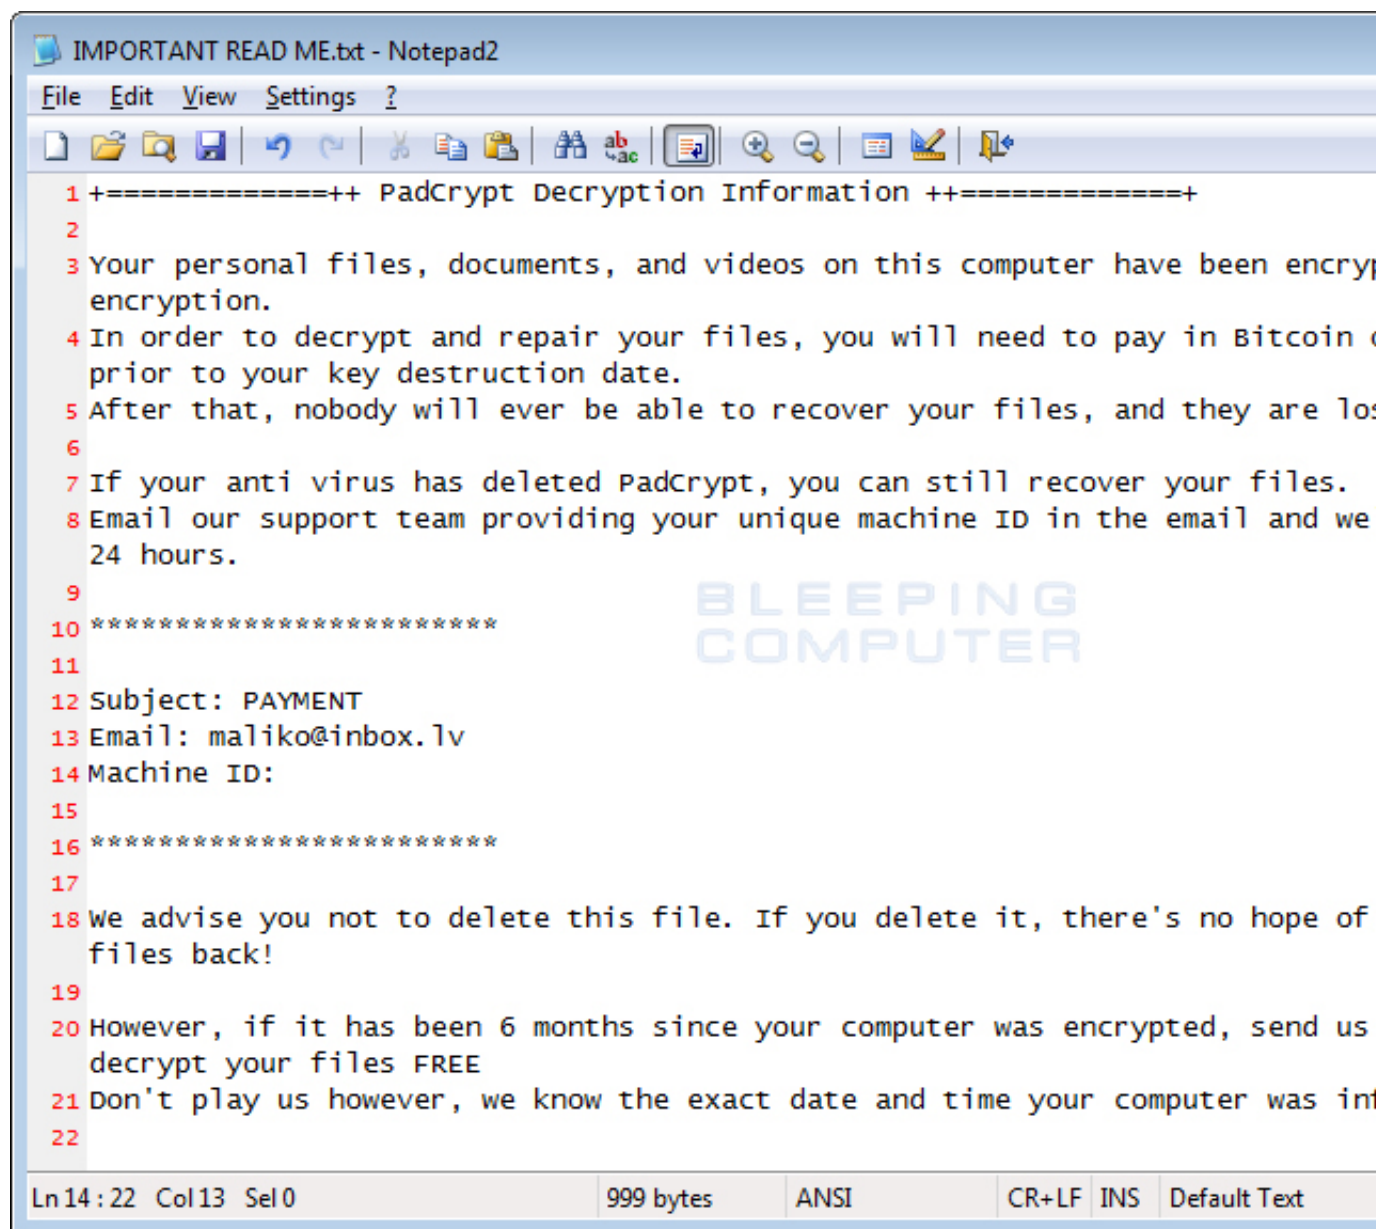 IMPORTANT READ ME.txt - Notepad2
File Edit View Settings ?
1 +=============++ PadCrypt Decryption Information ++=============+
2
3 Your personal files, documents, and videos on this computer have been
encryption.
4 In order to decrypt and repair your files, you will need to pay in Bitcoin
prior to your key destruction date.
5 After that, nobody will ever be able to recover your files, and they are
6
7 If your anti virus has deleted PadCrypt, you can still recover your files.
8 Email our support team providing your unique machine ID in the email and we
24 hours.
9
BLEEPING
10 ************************
COMPUTER
11
12 Subject: PAYMENT
13 Email: maliko@inbox.lv
14 Machine ID:
15
16 ************************
17
18 We advise you not to delete this file. If you delete it, there's no hope of
files back!
19
20 However, if it has been 6 months since your computer was encrypted, send us
decrypt your files FREE
21 Don't play us however, we know the exact date and time your computer was
22
Ln 14 : 22 Col 13 Sel 0 999 bytes ANSI CR+LF INS Default Text